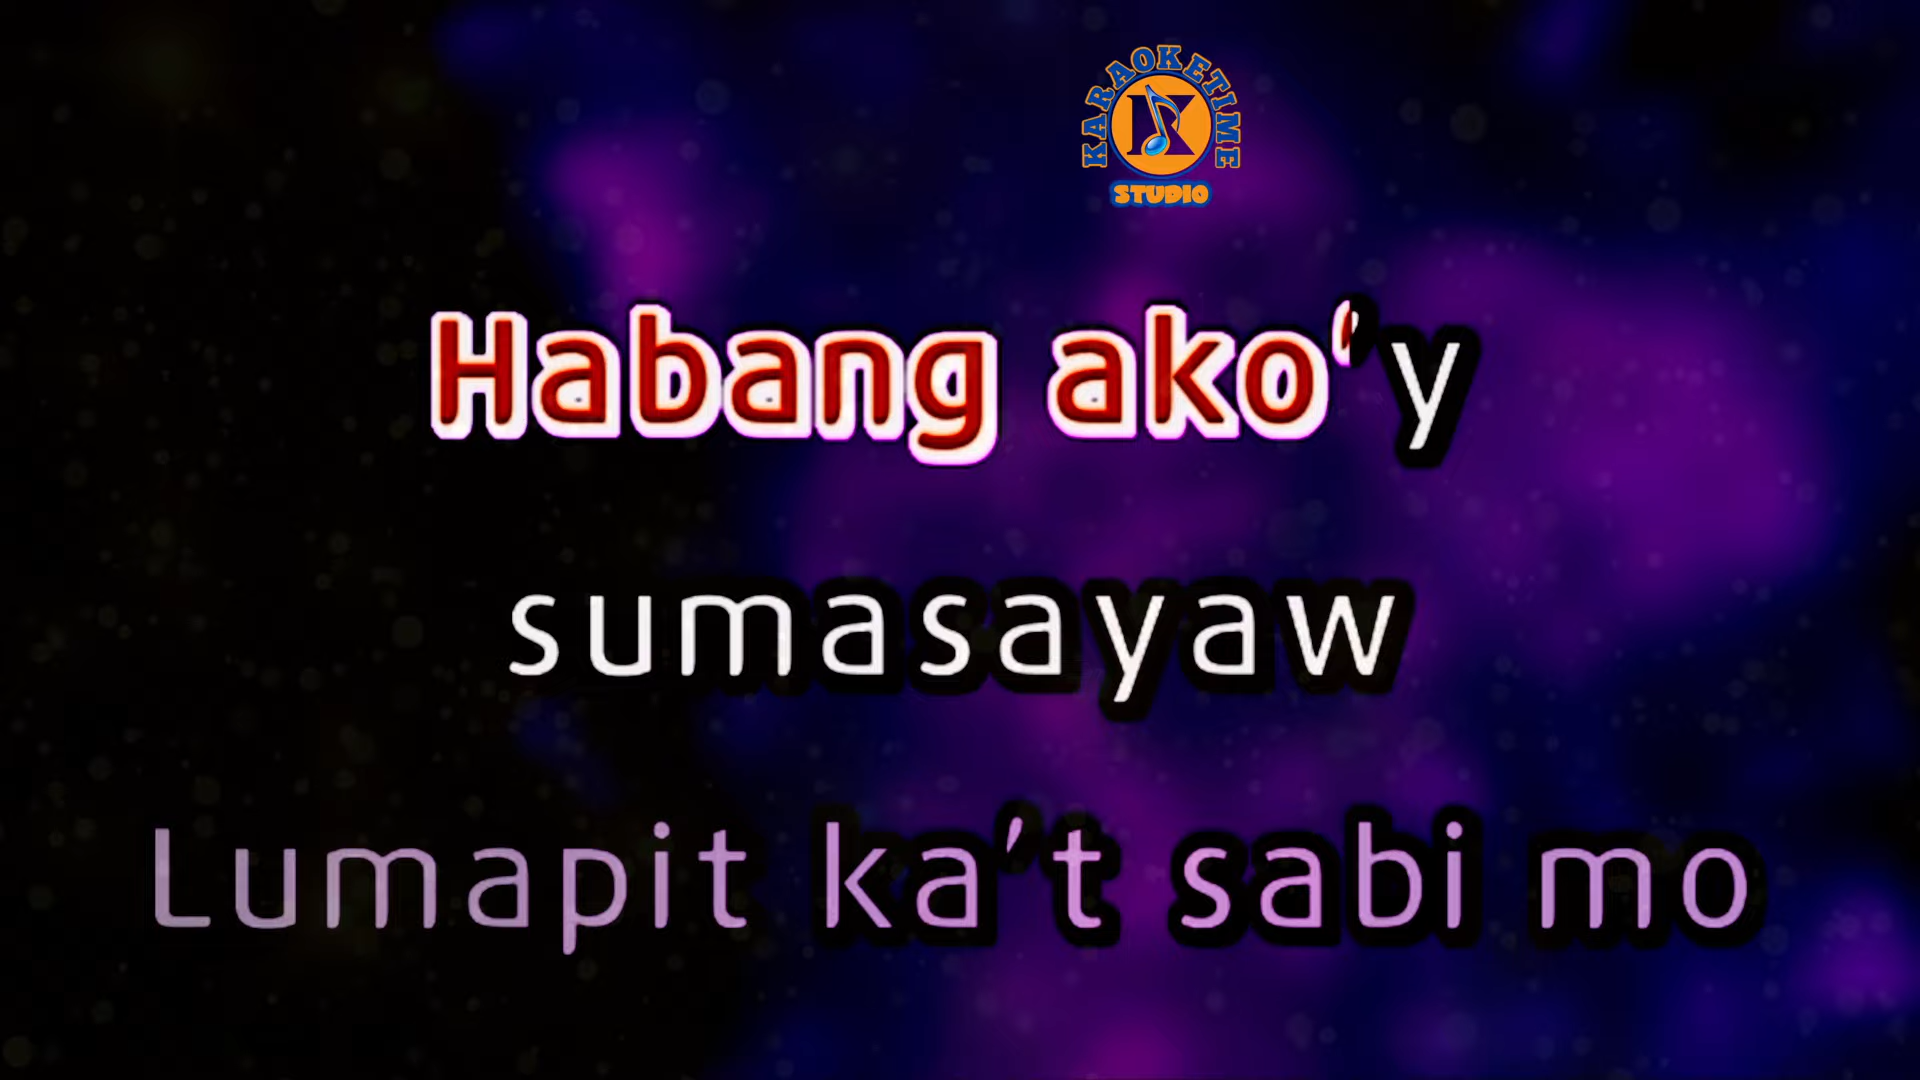 KARAOKETIME
K
STUDIO
Habang ako'y
sumasayaw
Lumapit ka't sabi mo